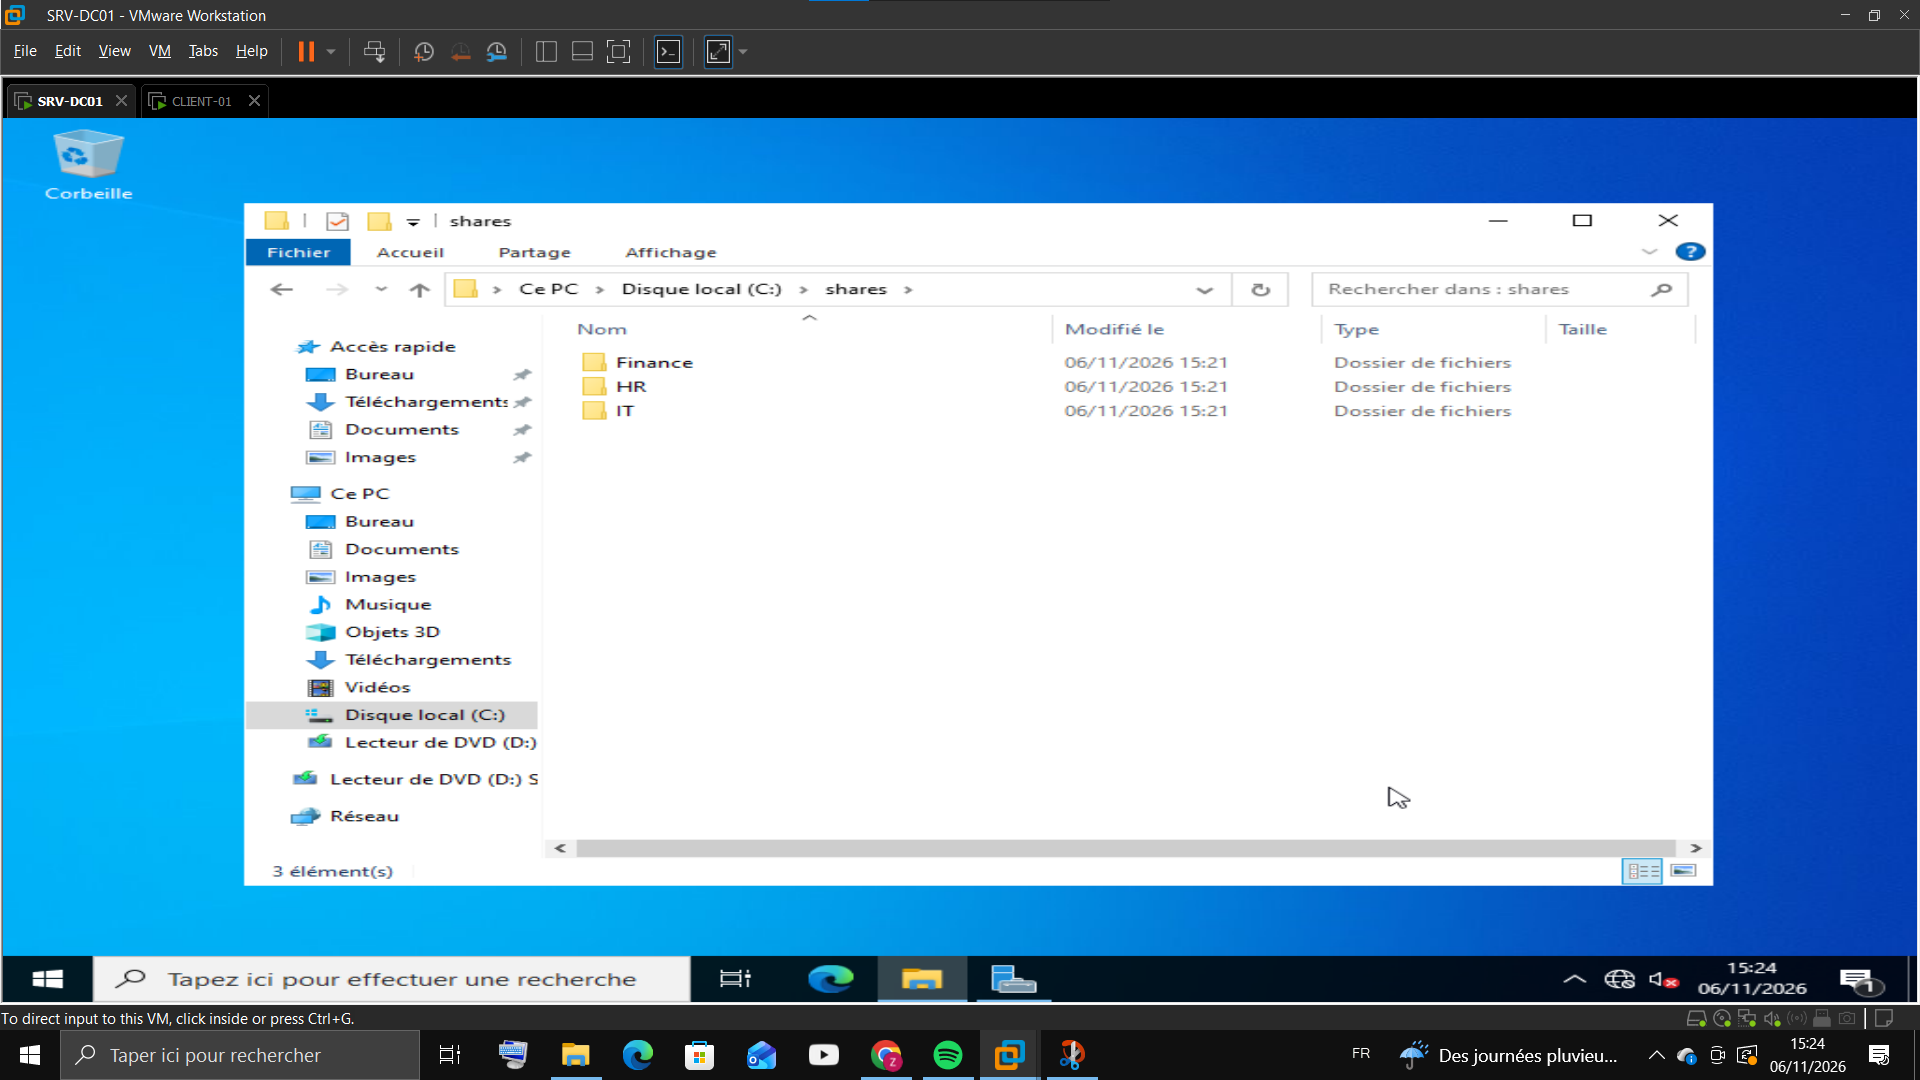 SRV-DC01 - VMware Workstation
File Edit View VM Tabs Help
SRV-DC01 CLIENT-01
Corbeille
shares
Fichier Accueil Partage Affichage
Ce PC Disque local (C:) shares Rechercher dans : shares
Nom Modifié le Type Taille
Finance 06/11/2026 15:21 Dossier de fichiers
HR 06/11/2026 15:21 Dossier de fichiers
IT 06/11/2026 15:21 Dossier de fichiers
Accès rapide
Bureau
Téléchargements
Documents
Images
Ce PC
Bureau
Documents
Images
Musique
Objets 3D
Téléchargements
Vidéos
Disque local (C:)
Lecteur de DVD (D:)
Lecteur de DVD (D:) S
Réseau
3 élément(s)
Tapez ici pour effectuer une recherche
15:24
06/11/2026
1
To direct input to this VM, click inside or press Ctrl+G.
Taper ici pour rechercher
FR
Des journées pluvieu...
15:24
06/11/2026